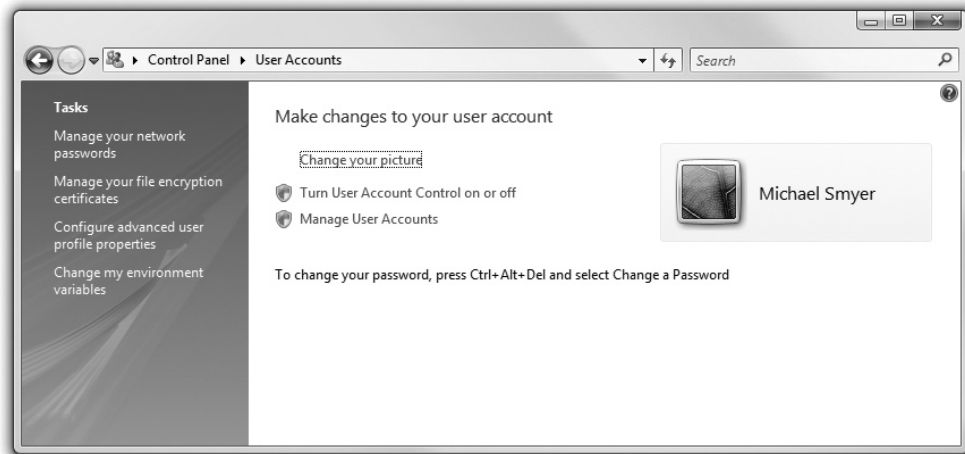 Control Panel
User Accounts
Search
Tasks
Manage your network
passwords
Manage your file encryption
certificates
Configure advanced user
profile properties
Change my environment
variables
Make changes to your user account
Change your picture
Turn User Account Control on or off
Manage User Accounts
Michael Smyer
To change your password, press Ctrl+Alt+Del and select Change a Password